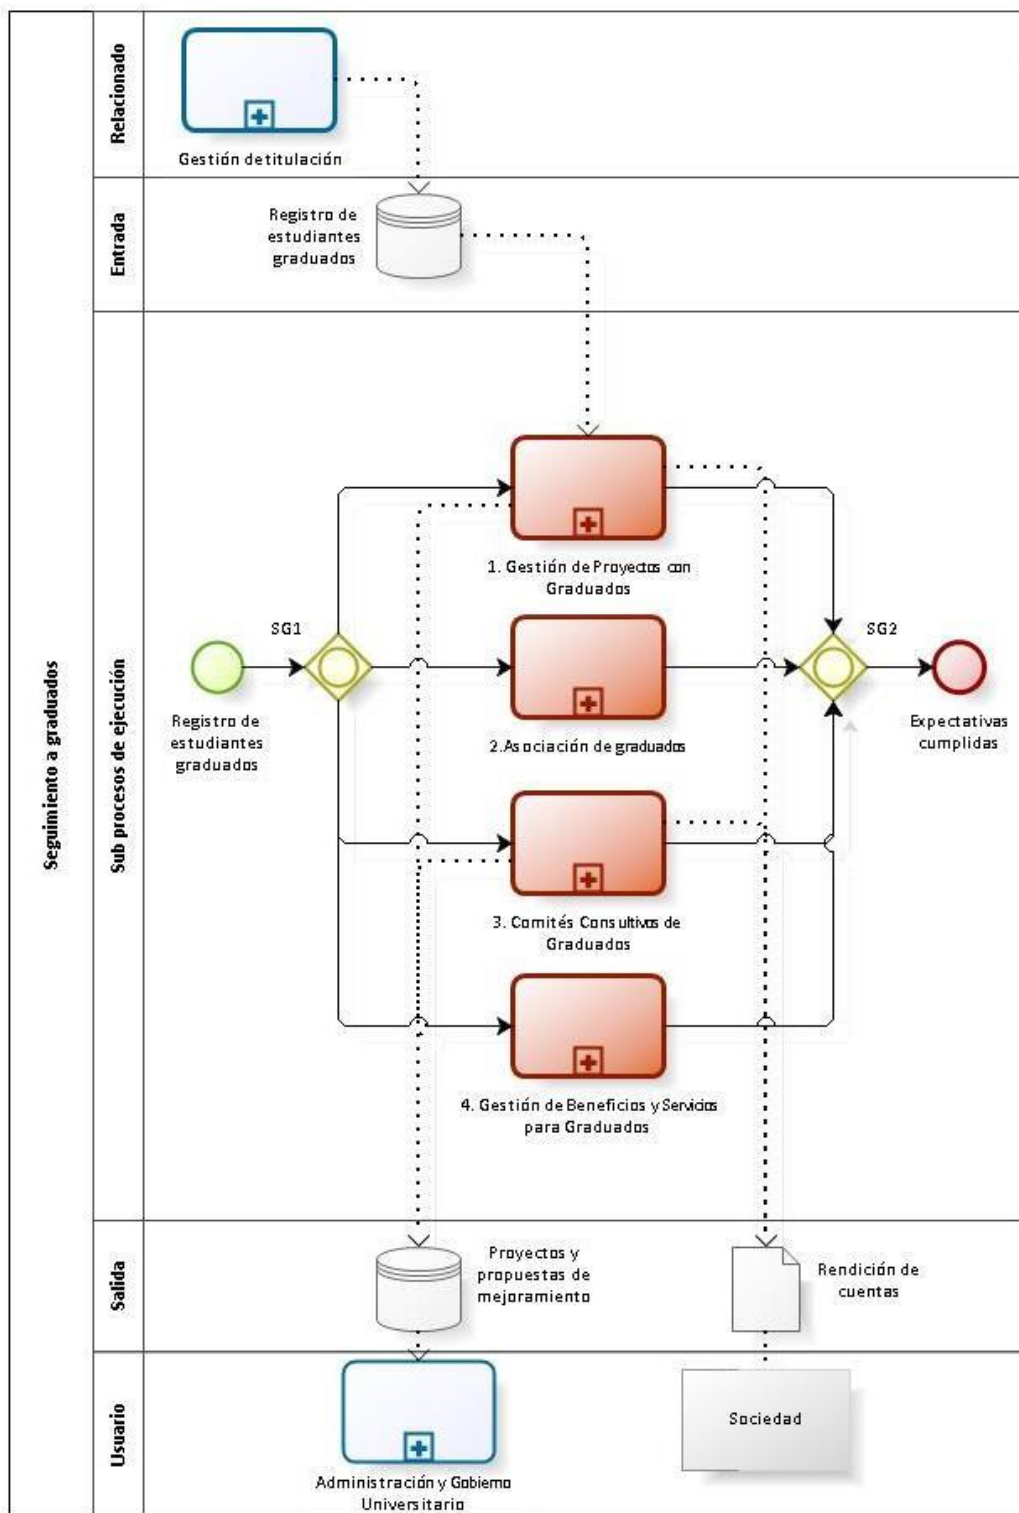 Seguimiento a graduados
Relacionado
Gestión de titulación
Entrada
Registro de
estudiantes
graduados
Sub procesos de ejecución
1. Gestión de Proyectos con
Graduados
SG1
SG2
Registro de
estudiantes
graduados
Expectativas
cumplidas
2.Asociación de graduados
3. Comités Consultivos de
Graduados
4. Gestión de Beneficios y Servicios
para Graduados
Salida
Proyectos y
propuestas de
mejoramiento
Rendición de
cuentas
Usuario
Sociedad
Administración y Gobierno
Universitario